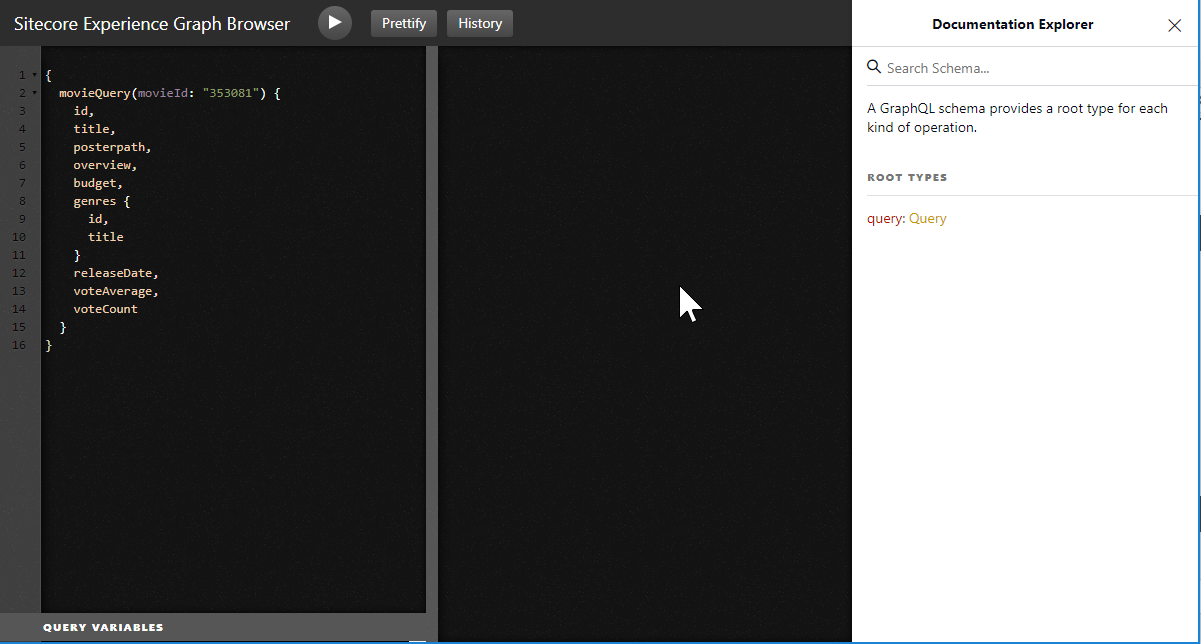 Sitecore Experience Graph Browser
Prettify
History
1 {
2 movieQuery(movieId: "353081") {
3 id,
4 title,
5 posterpath,
6 overview,
7 budget,
8 genres {
9 id,
10 title
11 }
12 releaseDate,
13 voteAverage,
14 voteCount
15 }
16 }
QUERY VARIABLES
Documentation Explorer
Search Schema...
A GraphQL schema provides a root type for each
kind of operation.
ROOT TYPES
query: Query